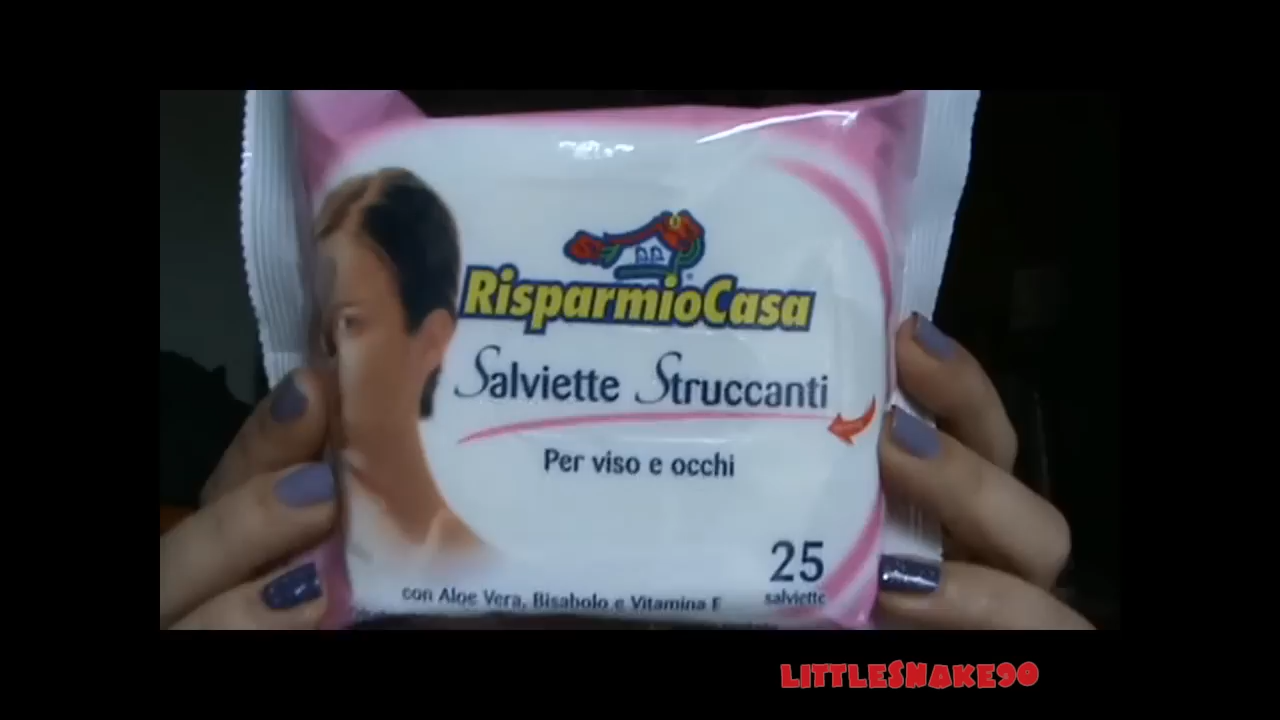 RisparmioCasa
Salviette Struccanti
Per viso e occhi
25
salviette
con Aloe Vera, Bisabolo e Vitamina E
LITTLESNAKE90